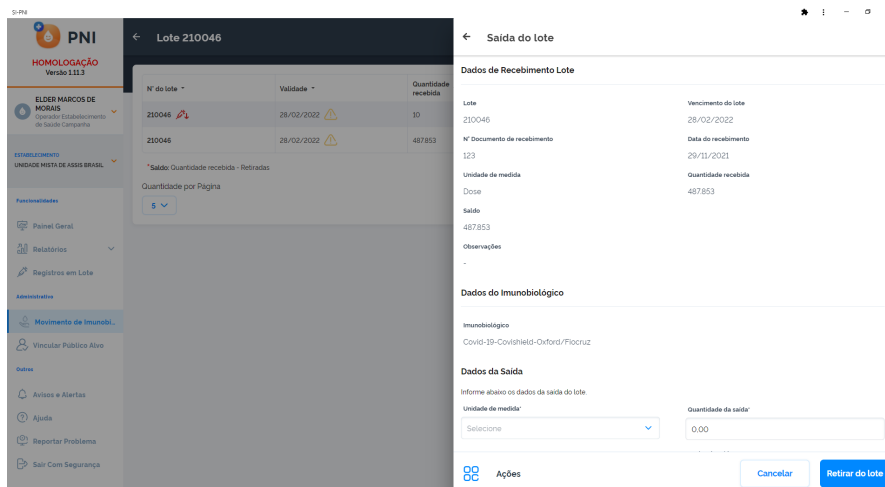 SI-PNI
PNI
HOMOLOGAÇÃO
Versão 1.11.3
ELDER MARCOS DE
MORAIS
Operador Estabelecimento
de Saúde Campanha
ESTABELECIMENTO
UNIDADE MISTA DE ASSIS BRASIL
Funcionalidades
Painel Geral
Relatórios
Registros em Lote
Administrativo
Movimento de Imunobi...
Vincular Público Alvo
Outros
Avisos e Alertas
Ajuda
Reportar Problema
Sair Com Segurança
Lote 210046
N° do lote
Validade
Quantidade
recebida
210046
28/02/2022
10
210046
28/02/2022
487.853
*Saldo: Quantidade recebida - Retiradas
Quantidade por Página
5
Saída do lote
Dados de Recebimento Lote
Lote
Vencimento do lote
210046
28/02/2022
N° Documento de recebimento
Data do recebimento
123
29/11/2021
Unidade de medida
Quantidade recebida
Dose
487.853
Saldo
487.853
Observações
-
Dados do Imunobiológico
Imunobiológico
Covid-19-Covishield-Oxford/Fiocruz
Dados da Saída
Informe abaixo os dados da saída do lote
Unidade de medida*
Quantidade da saída*
Selecione
0,00
Ações
Cancelar
Retirar do lote